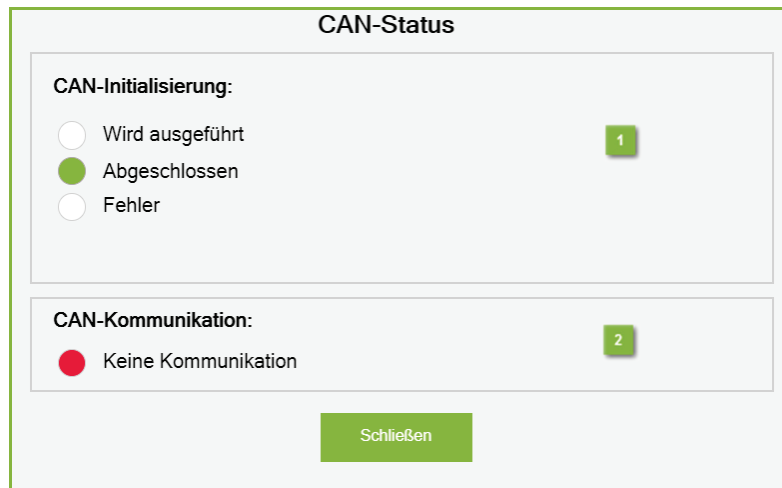 CAN-Status
CAN-Initialisierung:
Wird ausgeführt
1
Abgeschlossen
Fehler
CAN-Kommunikation:
2
Keine Kommunikation
Schließen